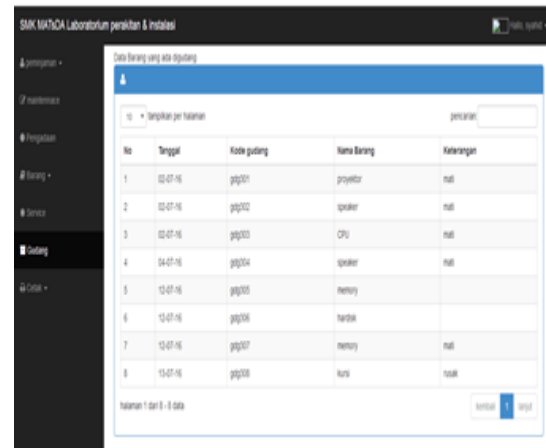 SMK MATsDA Laboratorium perakitan & instalasi
Hallo, syahid
peminjaman
maintenance
Pengadaan
Barang
Service
Gudang
Cetak
Data Barang yang ada digudang
10 tampilkan per halaman
pencarian
No Tanggal Kode gudang Nama Barang Keterangan
1 02-07-16 gdg001 proyektor mati
2 02-07-16 gdg002 speaker mati
3 02-07-16 gdg003 CPU mati
4 04-07-16 gdg004 speaker mati
5 12-07-16 gdg005 memory
6 12-07-16 gdg006 hardisk
7 12-07-16 gdg007 memory mati
8 13-07-16 gdg008 kursi rusak
halaman 1 dari 8 - 8 data
kembali 1 lanjut